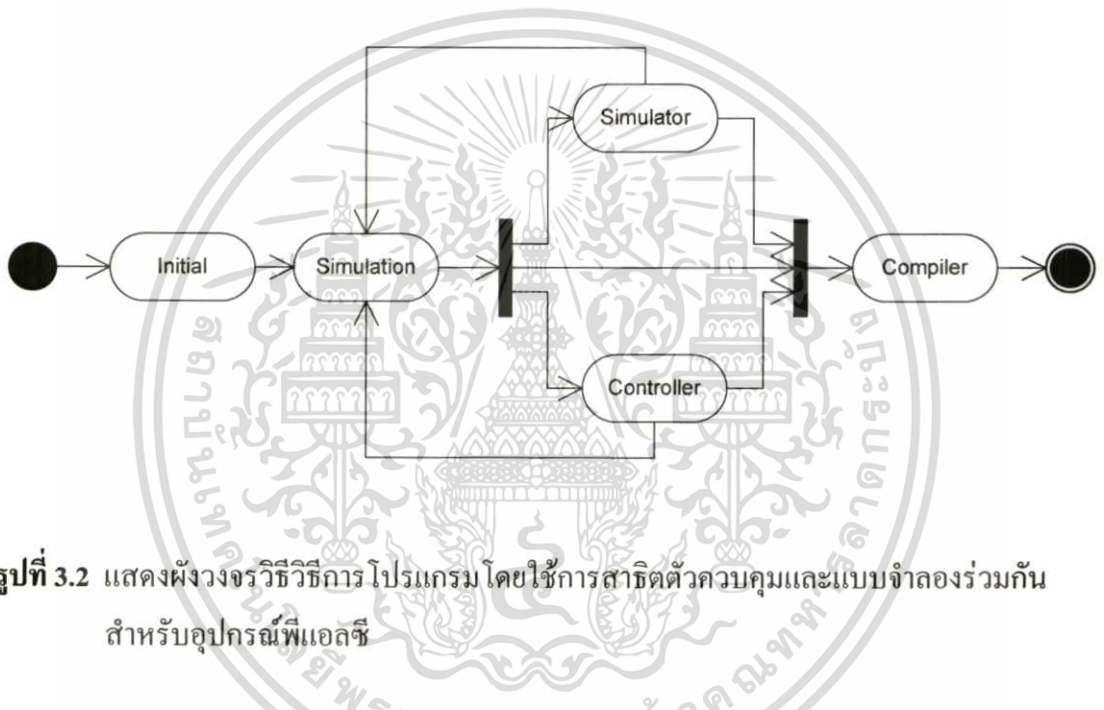 Simulator
Initial
Simulation
Compiler
Controller
รูปที่ 3.2 แสดงผังวงจรวิธีวิธีการโปรแกรมโดยใช้การสาธิตตัวควบคุมและแบบจำลองร่วมกัน
สำหรับอุปกรณ์พีแอลซี